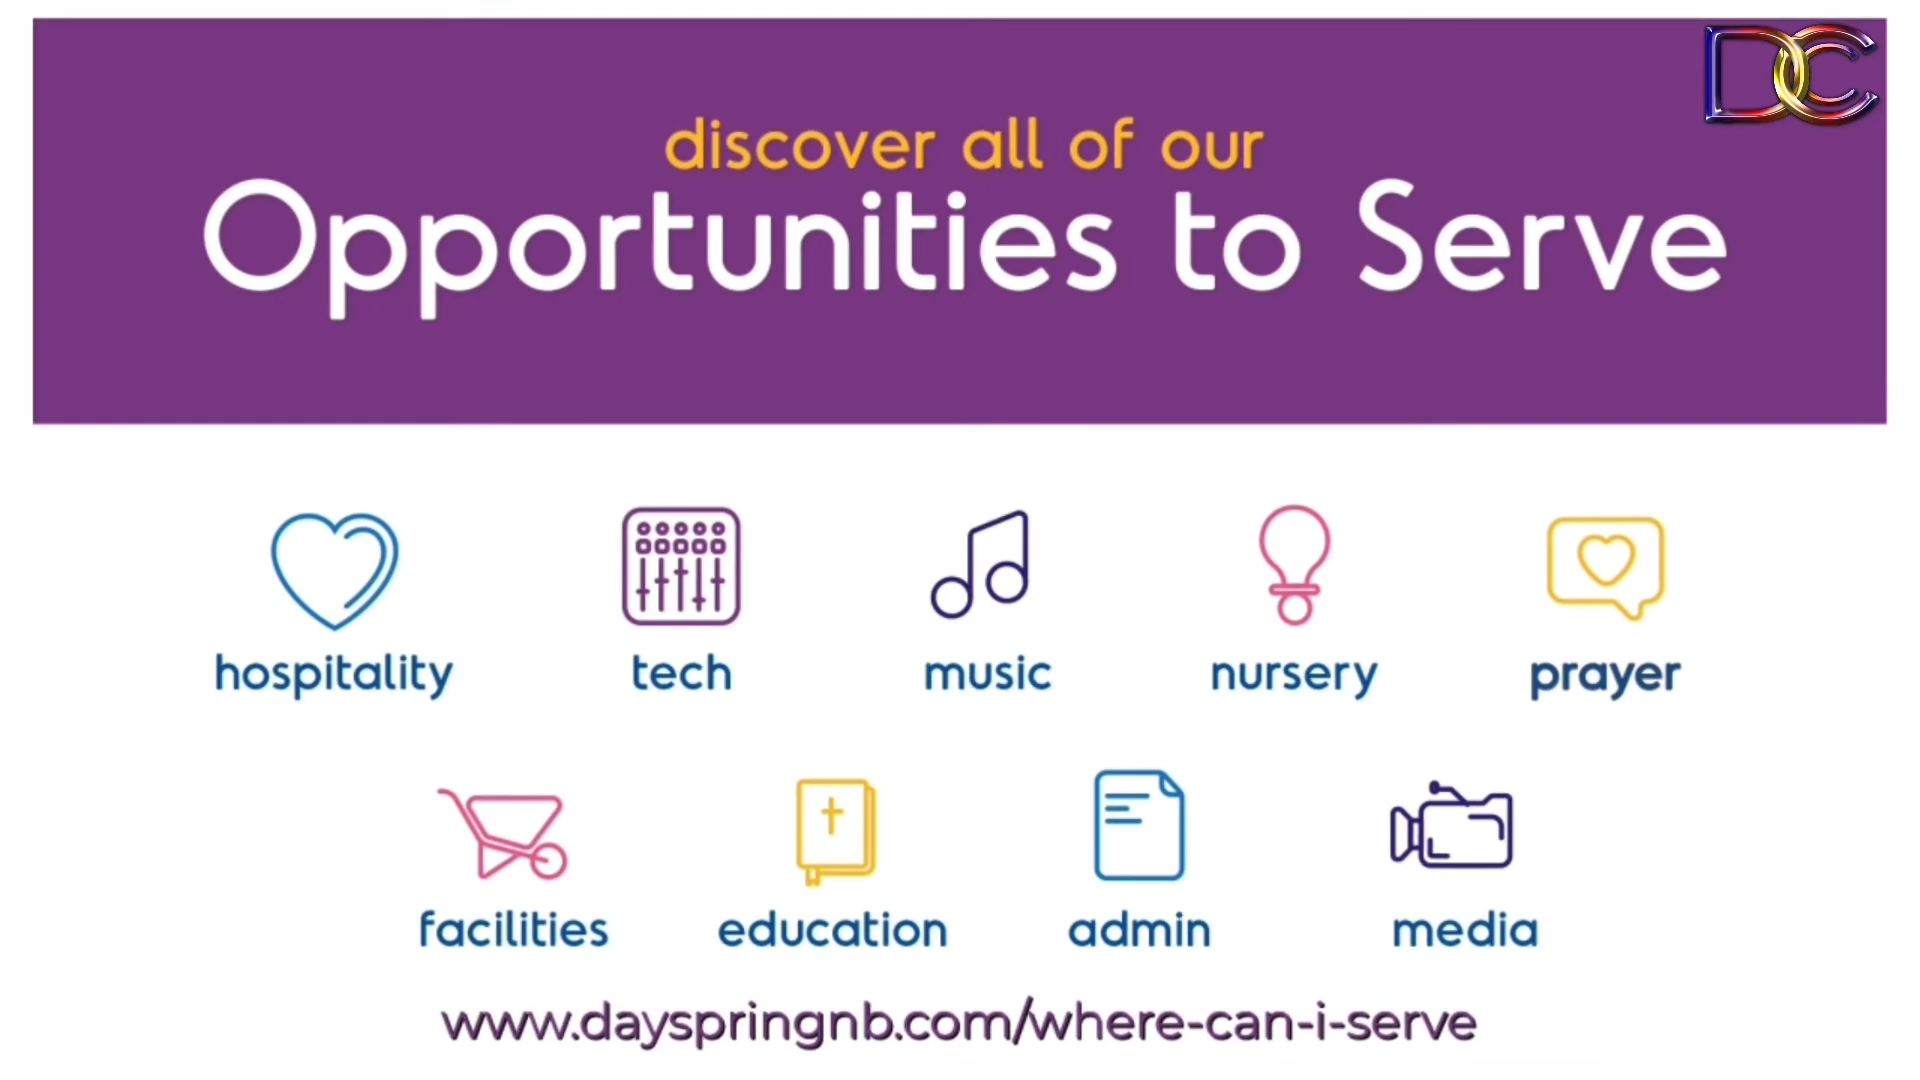 DC
discover all of our
Opportunities to Serve
hospitality tech music nursery prayer
facilities education admin media
www.dayspringnb.com/where-can-i-serve